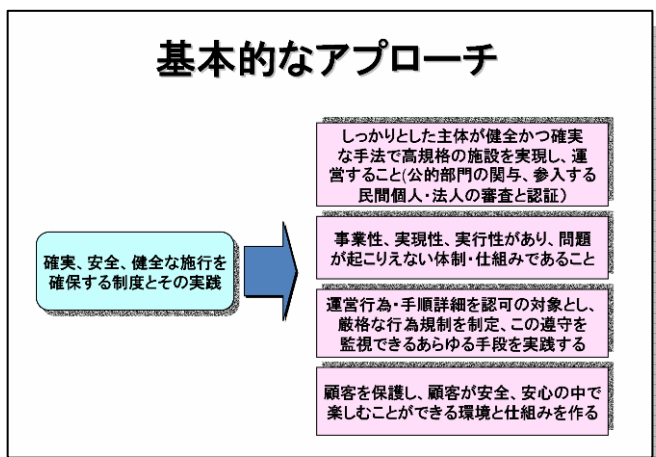 基本的なアプローチ
確実、安全、健全な施行を
確保する制度とその実践
しっかりとした主体が健全かつ確実
な手法で高規格の施設を実現し、運
営すること(公的部門の関与、参入する
民間個人・法人の審査と認証)
事業性、実現性、実行性があり、問題
が起こりえない体制・仕組みであること
運営行為・手順詳細を認可の対象とし、
厳格な行為規制を制定、この遵守を
監視できるあらゆる手段を実践する
顧客を保護し、顧客が安全、安心の中で
楽しむことができる環境と仕組みを作る